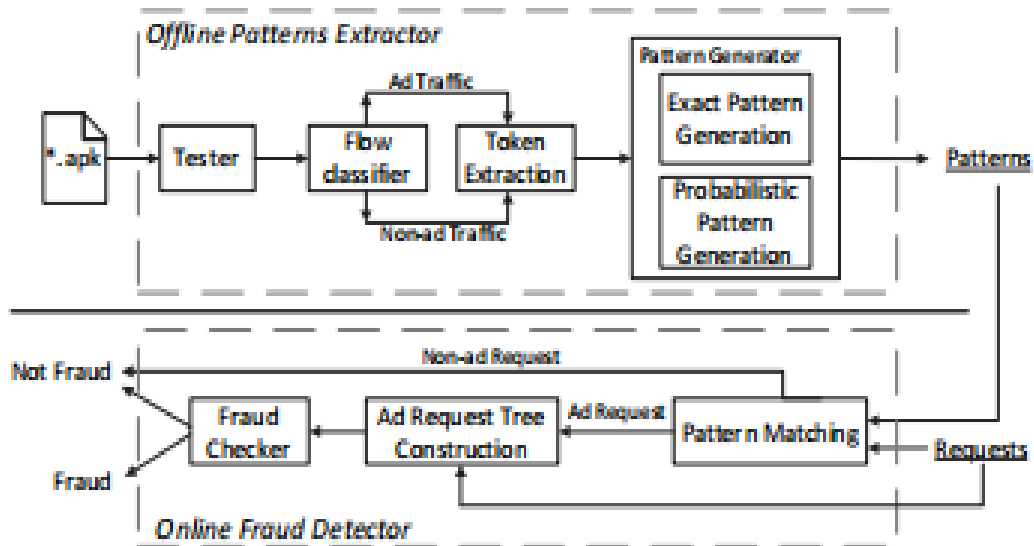 Offline Patterns Extractor
Pattern Generator
Ad Traffic
Exact Pattern
Generation
*.apk
Tester
Flow
classifier
Token
Extraction
Patterns
Probabilistic
Pattern
Generation
Non-ad Traffic
Non-ad Request
Not Fraud
Fraud
Checker
Ad Request Tree
Construction
Ad Request
Pattern Matching
Requests
Fraud
Online Fraud Detector